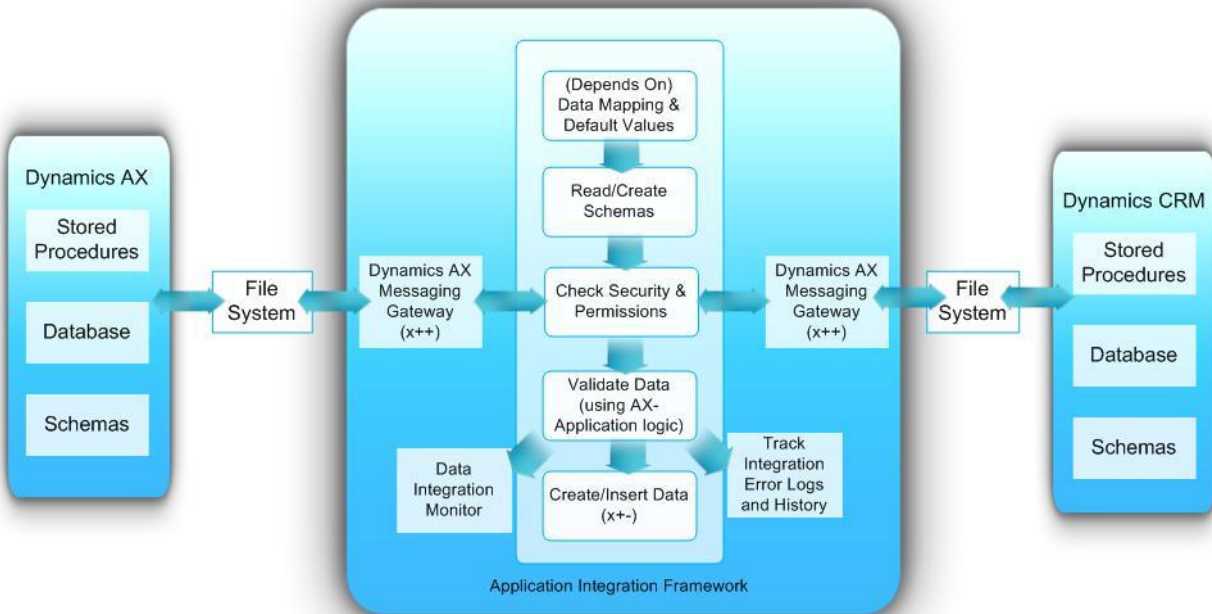 Dynamics AX
Stored
Procedures
Database
Schemas
File
System
Dynamics AX
Messaging
Gateway
(x++)
(Depends On)
Data Mapping &
Default Values
Read/Create
Schemas
Check Security &
Permissions
Validate Data
(using AX-
Application logic)
Create/Insert Data
(x+-)
Data
Integration
Monitor
Track
Integration
Error Logs
and History
Dynamics AX
Messaging
Gateway
(x++)
Application Integration Framework
File
System
Dynamics CRM
Stored
Procedures
Database
Schemas